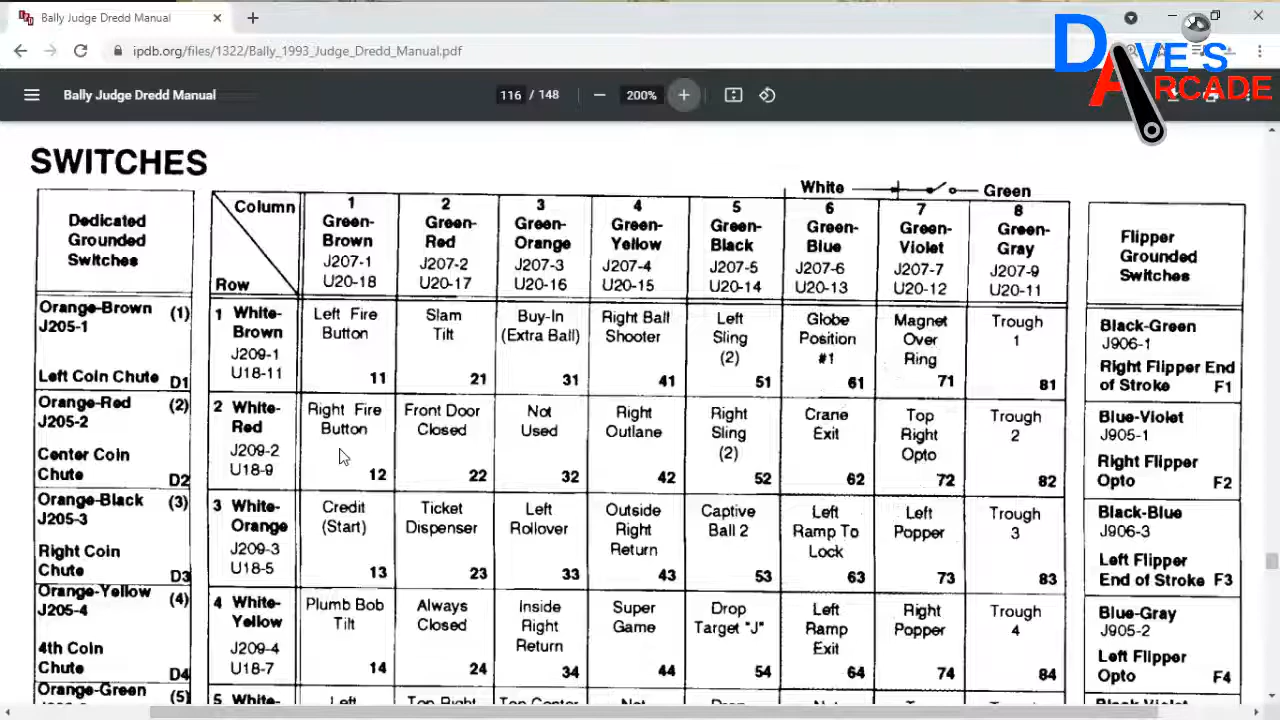 Bally Judge Dredd Manual
ipdb.org/files/1322/Bally_1993_Judge_Dredd_Manual.pdf
DAVE'S
ARCADE
Bally Judge Dredd Manual
116 / 148
200%
SWITCHES
White
Green
Dedicated
Grounded
Switches
Column
Row
1
Green-
Brown
J207-1
U20-18
2
Green-
Red
J207-2
U20-17
3
Green-
Orange
J207-3
U20-16
4
Green-
Yellow
J207-4
U20-15
5
Green-
Black
J207-5
U20-14
6
Green-
Blue
J207-6
U20-13
7
Green-
Violet
J207-7
U20-12
8
Green-
Gray
J207-9
U20-11
Flipper
Grounded
Switches
Orange-Brown (1)
J205-1
Left Coin Chute D1
1 White-
Brown
J209-1
U18-11
Left Fire
Button
11
Slam
Tilt
21
Buy-In
(Extra Ball)
31
Right Ball
Shooter
41
Left
Sling
(2)
51
Globe
Position
#1
61
Magnet
Over
Ring
71
Trough
1
81
Black-Green
J906-1
Right Flipper End
of Stroke F1
Orange-Red (2)
J205-2
Center Coin
Chute D2
2 White-
Red
J209-2
U18-9
Right Fire
Button
12
Front Door
Closed
22
Not
Used
32
Right
Outlane
42
Right
Sling
(2)
52
Crane
Exit
62
Top
Right
Opto
72
Trough
2
82
Blue-Violet
J905-1
Right Flipper
Opto F2
Orange-Black (3)
J205-3
Right Coin
Chute D3
3 White-
Orange
J209-3
U18-5
Credit
(Start)
13
Ticket
Dispenser
23
Left
Rollover
33
Outside
Right
Return
43
Captive
Ball 2
53
Left
Ramp To
Lock
63
Left
Popper
73
Trough
3
83
Black-Blue
J906-3
Left Flipper
End of Stroke F3
Orange-Yellow (4)
J205-4
4th Coin
Chute D4
4 White-
Yellow
J209-4
U18-7
Plumb Bob
Tilt
14
Always
Closed
24
Inside
Right
Return
34
Super
Game
44
Drop
Target "J"
54
Left
Ramp
Exit
64
Right
Popper
74
Trough
4
84
Blue-Gray
J905-2
Left Flipper
Opto F4
Orange-Green (5)
5 White-
Left
Top Right
Top Center
Not
Drop
Black-Violet